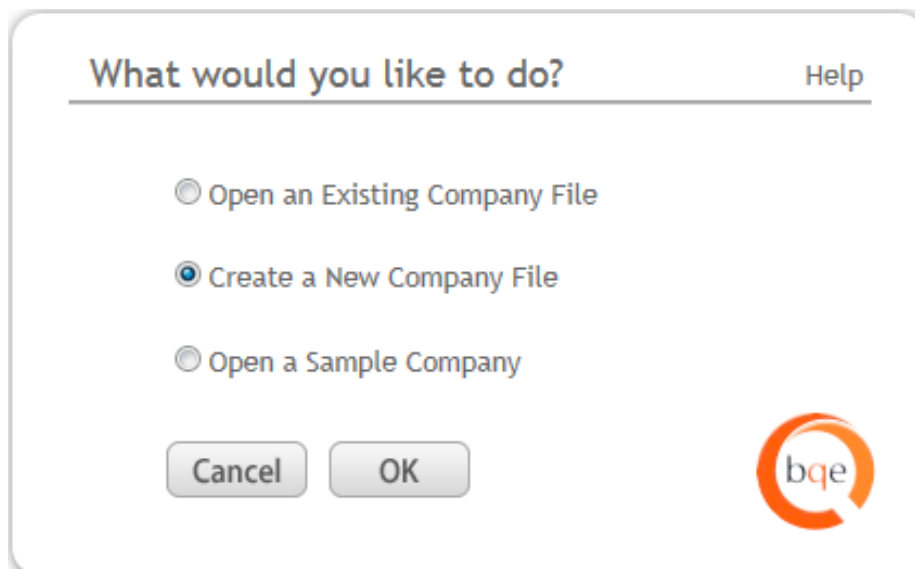 What would you like to do?
Help
Open an Existing Company File
Create a New Company File
Open a Sample Company
Cancel
OK
bqe